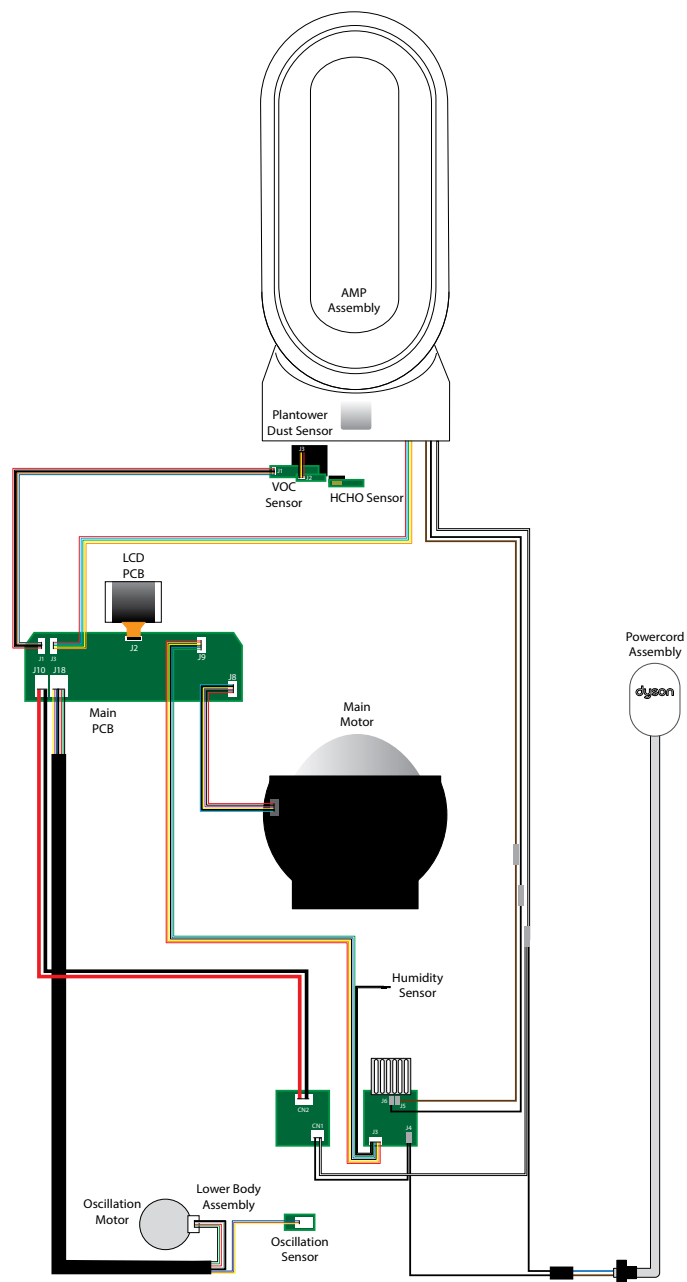 AMP
Assembly
Plantower
Dust Sensor
J3
J1
J2
VOC
Sensor
HCHO Sensor
LCD
PCB
J2
J1
J3
J9
J10
J18
J8
Main
PCB
Main
Motor
Powercord
Assembly
dyson
Humidity
Sensor
CN2
J6
J5
CN1
J3
J4
Oscillation
Motor
Lower Body
Assembly
Oscillation
Sensor